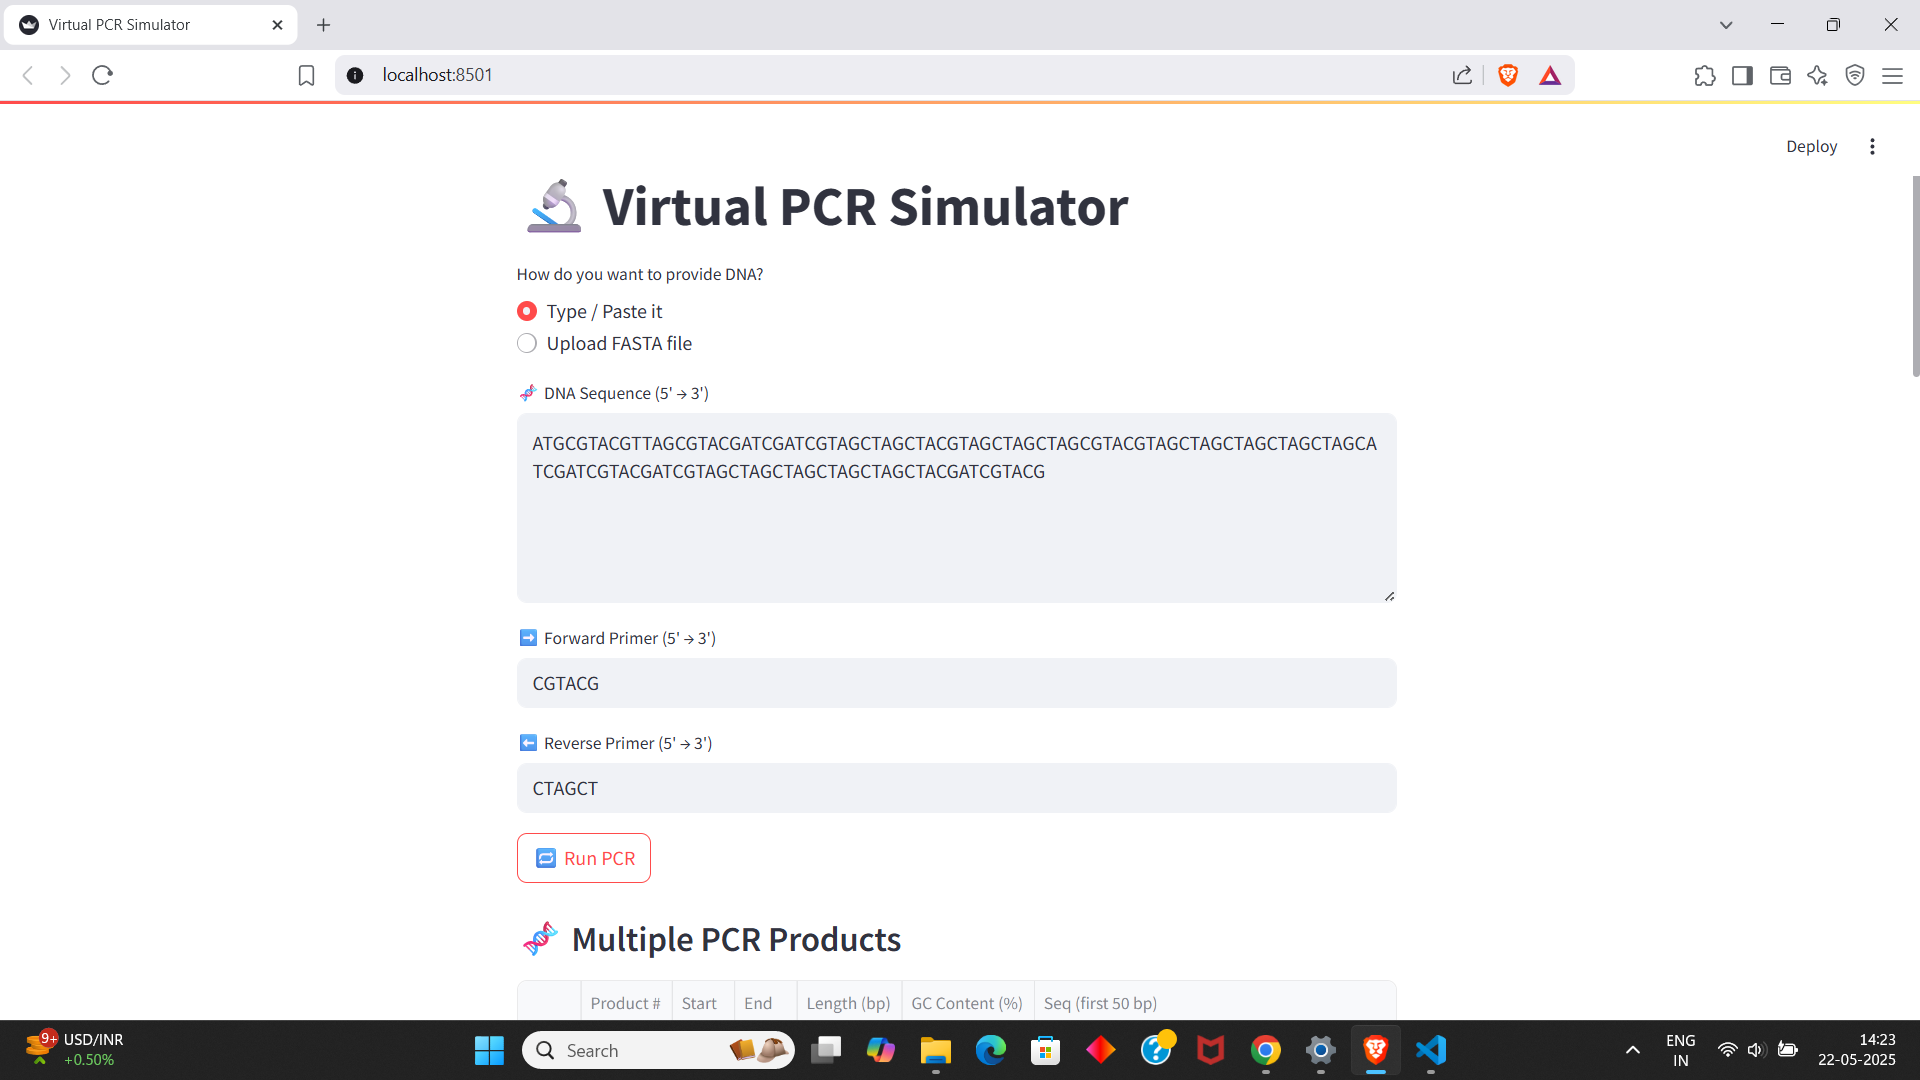 Virtual PCR Simulator
localhost:8501
Deploy
Virtual PCR Simulator
How do you want to provide DNA?
Type / Paste it
Upload FASTA file
DNA Sequence (5' → 3')
ATGCGTACGTTAGCGTACGATCGATCGTAGCTAGCTACGTAGCTAGCTAGCGTACGTAGCTAGCTAGCTAGCTAGCA
TCGATCGTACGATCGTAGCTAGCTAGCTAGCTAGCTACGATCGTACG
Forward Primer (5' → 3')
CGTACG
Reverse Primer (5' → 3')
CTAGCT
Run PCR
Multiple PCR Products
Product # Start End Length (bp) GC Content (%) Seq (first 50 bp)
9+ USD/INR
+0.50%
Search
ENG
IN
14:23
22-05-2025